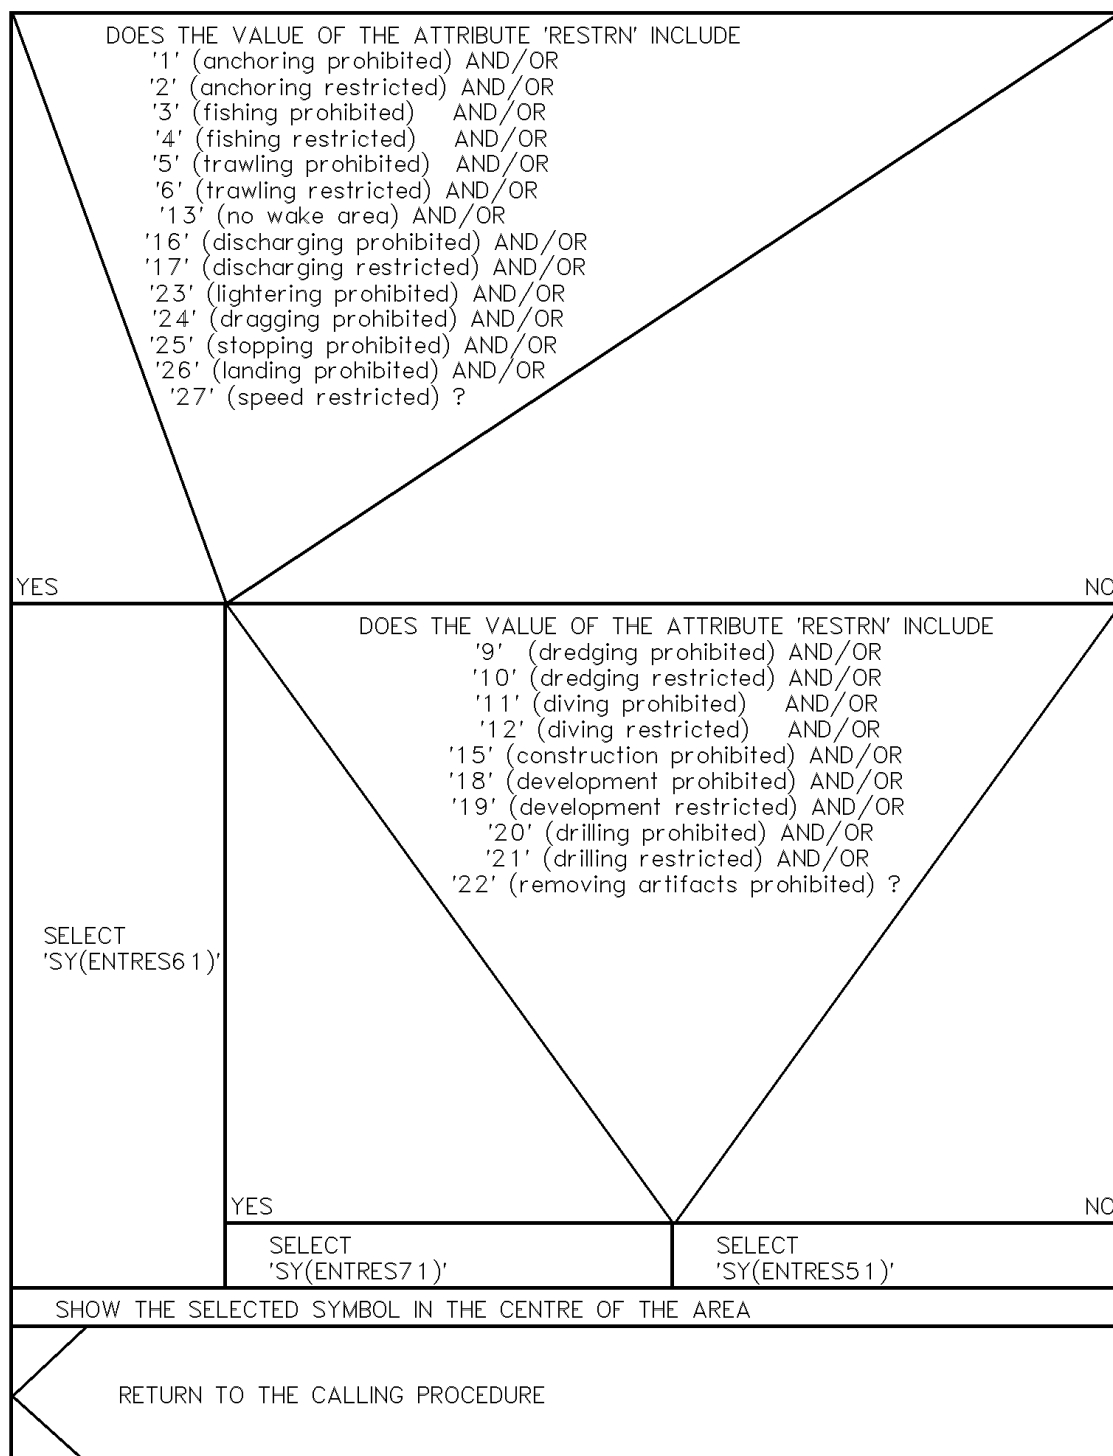 DOES THE VALUE OF THE ATTRIBUTE 'RESTRN' INCLUDE
'1' (anchoring prohibited) AND/OR
'2' (anchoring restricted) AND/OR
'3' (fishing prohibited) AND/OR
'4' (fishing restricted) AND/OR
'5' (trawling prohibited) AND/OR
'6' (trawling restricted) AND/OR
'13' (no wake area) AND/OR
'16' (discharging prohibited) AND/OR
'17' (discharging restricted) AND/OR
'23' (lightering prohibited) AND/OR
'24' (dragging prohibited) AND/OR
'25' (stopping prohibited) AND/OR
'26' (landing prohibited) AND/OR
'27' (speed restricted) ?
YES
NO
DOES THE VALUE OF THE ATTRIBUTE 'RESTRN' INCLUDE
'9' (dredging prohibited) AND/OR
'10' (dredging restricted) AND/OR
'11' (diving prohibited) AND/OR
'12' (diving restricted) AND/OR
'15' (construction prohibited) AND/OR
'18' (development prohibited) AND/OR
'19' (development restricted) AND/OR
'20' (drilling prohibited) AND/OR
'21' (drilling restricted) AND/OR
'22' (removing artifacts prohibited) ?
SELECT
'SY(ENTRES61)'
YES
NO
SELECT
'SY(ENTRES71)'
SELECT
'SY(ENTRES51)'
SHOW THE SELECTED SYMBOL IN THE CENTRE OF THE AREA
RETURN TO THE CALLING PROCEDURE